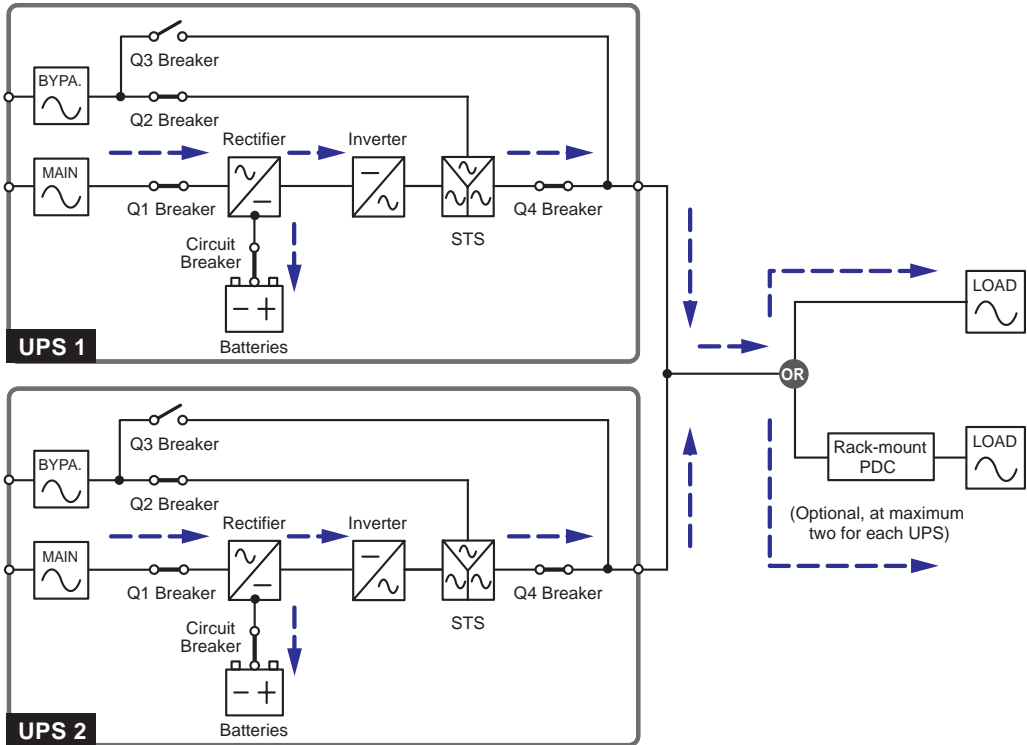 Q3 Breaker
BYPA.
Q2 Breaker
Rectifier
Inverter
MAIN
Q1 Breaker
STS
Q4 Breaker
Circuit
Breaker
Batteries
UPS 1
LOAD
OR
Rack-mount
PDC
LOAD
(Optional, at maximum
two for each UPS)
Q3 Breaker
BYPA.
Q2 Breaker
Rectifier
Inverter
MAIN
Q1 Breaker
STS
Q4 Breaker
Circuit
Breaker
Batteries
UPS 2